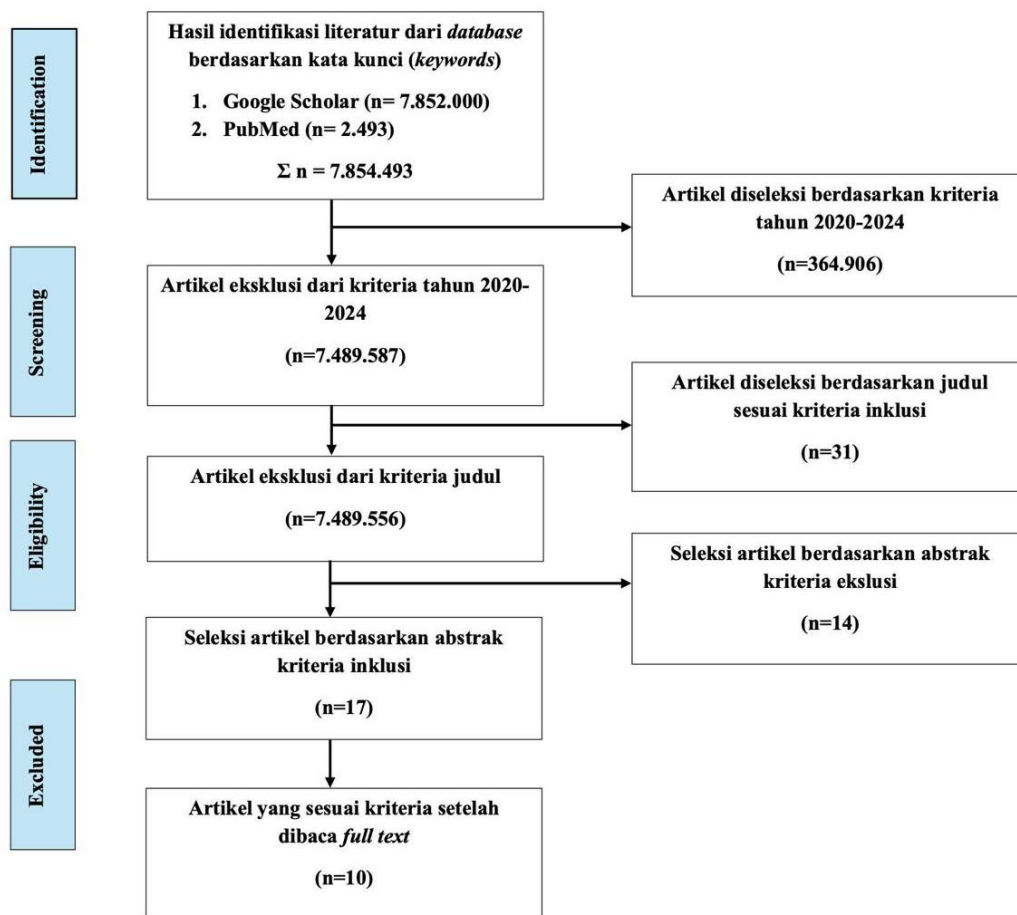 Identification
Hasil identifikasi literatur dari database
berdasarkan kata kunci (keywords)
1. Google Scholar (n= 7.852.000)
2. PubMed (n= 2.493)
Σ n = 7.854.493
Artikel diseleksi berdasarkan kriteria
tahun 2020-2024
(n=364.906)
Screening
Artikel eksklusi dari kriteria tahun 2020-
2024
(n=7.489.587)
Artikel diseleksi berdasarkan judul
sesuai kriteria inklusi
(n=31)
Eligibility
Artikel eksklusi dari kriteria judul
(n=7.489.556)
Seleksi artikel berdasarkan abstrak
kriteria ekslusi
(n=14)
Seleksi artikel berdasarkan abstrak
kriteria inklusi
(n=17)
Excluded
Artikel yang sesuai kriteria setelah
dibaca full text
(n=10)